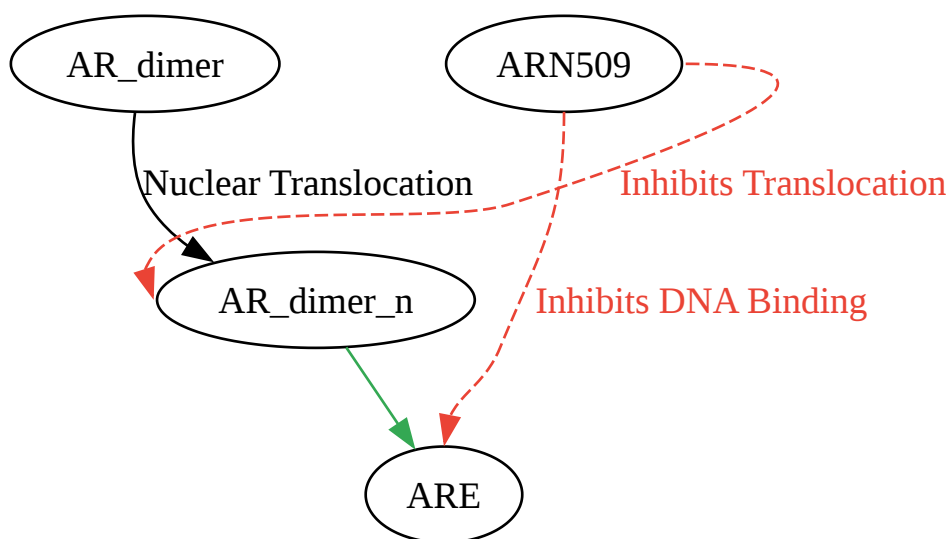 AR_dimer
ARN509
Nuclear Translocation
Inhibits Translocation
AR_dimer_n
Inhibits DNA Binding
ARE